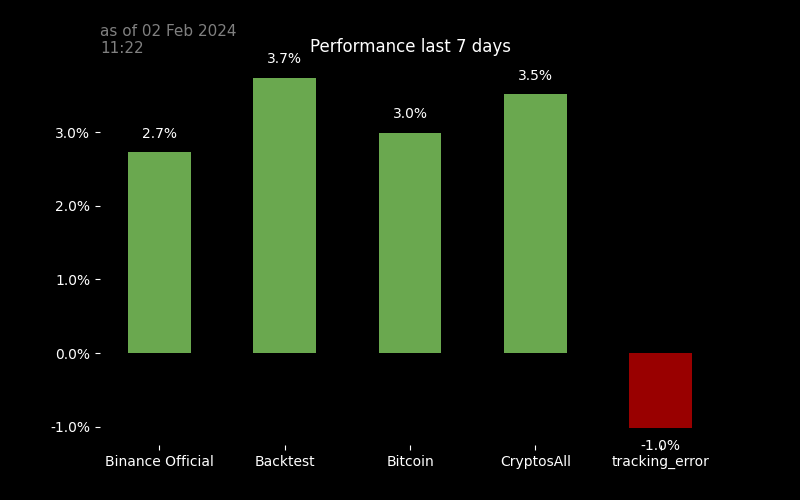 as of 02 Feb 2024
11:22
Performance last 7 days
3.7%
3.5%
3.0%
2.7%
3.0%
2.0%
1.0%
0.0%
-1.0%
-1.0%
Binance Official
Backtest
Bitcoin
CryptosAll
tracking_error